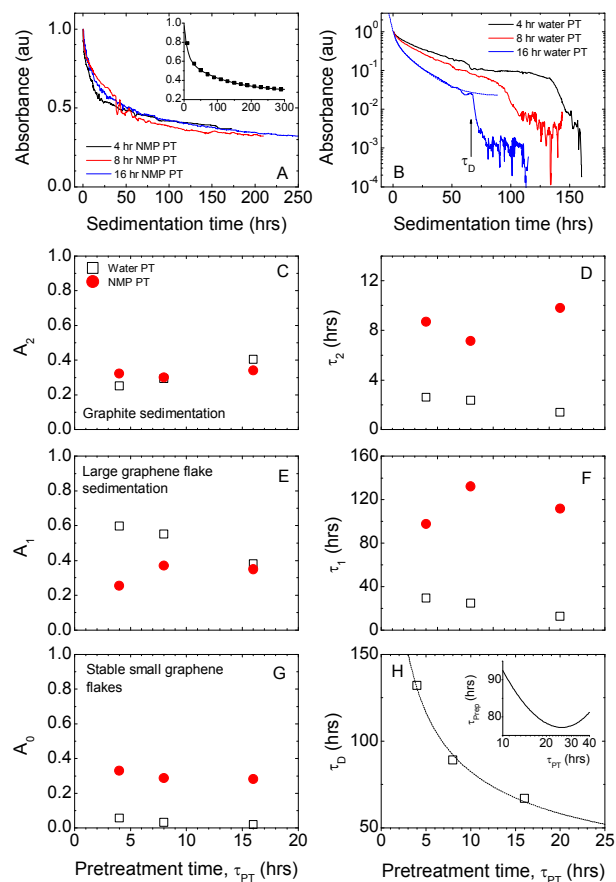 1.0
0.5
0.0
Absorbance (au)
0 50 100 150 200 250
Sedimentation time (hrs)
4 hr NMP PT
8 hr NMP PT
16 hr NMP PT
A
1.0
0.8
0.6
0.4
0.2
0 100 200 300
10⁰
10⁻¹
10⁻²
10⁻³
10⁻⁴
Absorbance (au)
0 50 100 150
Sedimentation time (hrs)
4 hr water PT
8 hr water PT
16 hr water PT
B
τD
1.0
0.8
0.6
0.4
0.2
0.0
A₂
Water PT
NMP PT
C
Graphite sedimentation
12
8
4
0
τ₂ (hrs)
D
1.0
0.8
0.6
0.4
0.2
0.0
A₁
Large graphene flake
sedimentation
E
160
120
80
40
0
τ₁ (hrs)
F
1.0
0.8
0.6
0.4
0.2
0.0
A₀
Stable small graphene
flakes
G
0 5 10 15 20
Pretreatment time, τPT (hrs)
150
100
50
τD (hrs)
H
90
80
τPrep
(hrs)
10 20 30 40
τPT (hrs)
0 5 10 15 20 25
Pretreatment time, τPT (hrs)